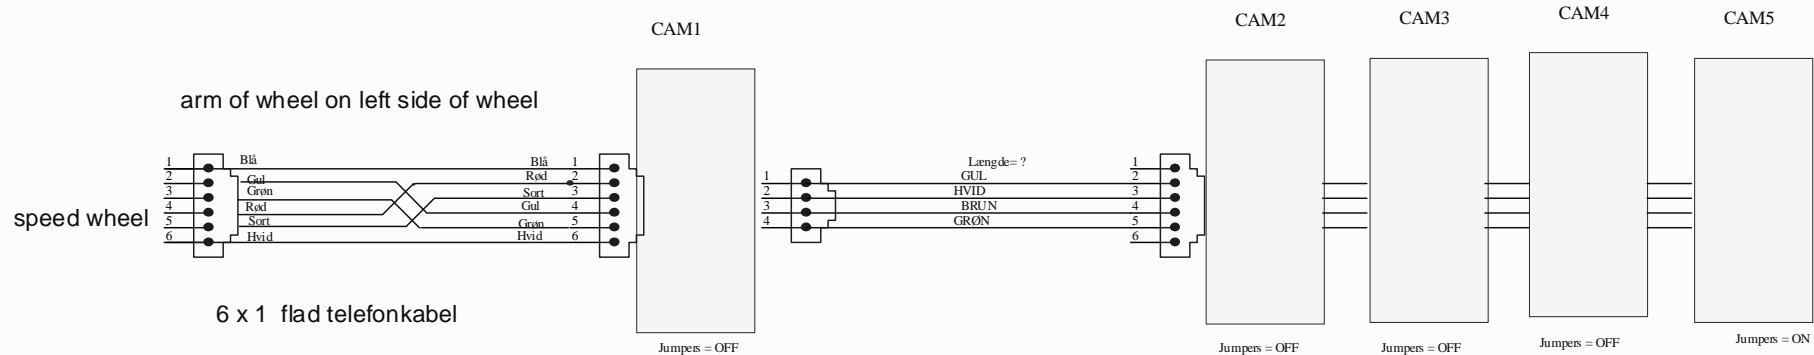 CAM1
CAM2
CAM3
CAM4
CAM5
arm of wheel on left side of wheel
speed wheel
1
2
3
4
5
6
Blå
Gul
Grøn
Rød
Sort
Hvid
Blå
Rød
Sort
Gul
Grøn
Hvid
1
2
3
4
5
6
1
2
3
4
Længde= ?
GUL
HVID
BRUN
GRØN
1
2
3
4
5
6
6 x 1 flad telefonkabel
Jumpers = OFF
Jumpers = OFF
Jumpers = OFF
Jumpers = OFF
Jumpers = ON